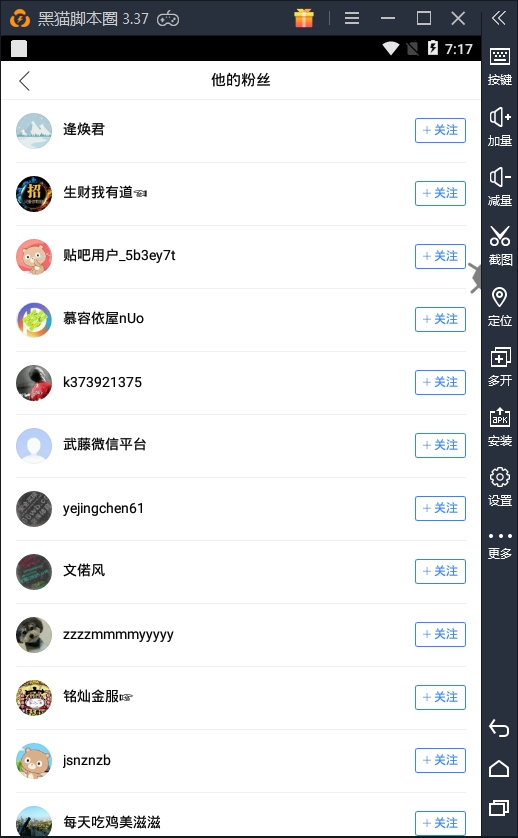 黑猫脚本圈 3.37
7:17
他的粉丝
逄焕君
+ 关注
生财我有道☜
+ 关注
贴吧用户_5b3ey7t
+ 关注
慕容依屋nUo
+ 关注
k373921375
+ 关注
武藤微信平台
+ 关注
yejingchen61
+ 关注
文偌风
+ 关注
zzzzmmmmyyyyy
+ 关注
铭灿金服☞
+ 关注
jsnznzb
+ 关注
每天吃鸡美滋滋
+ 关注
按键
加量
减量
截图
定位
多开
APK
安装
设置
更多
招